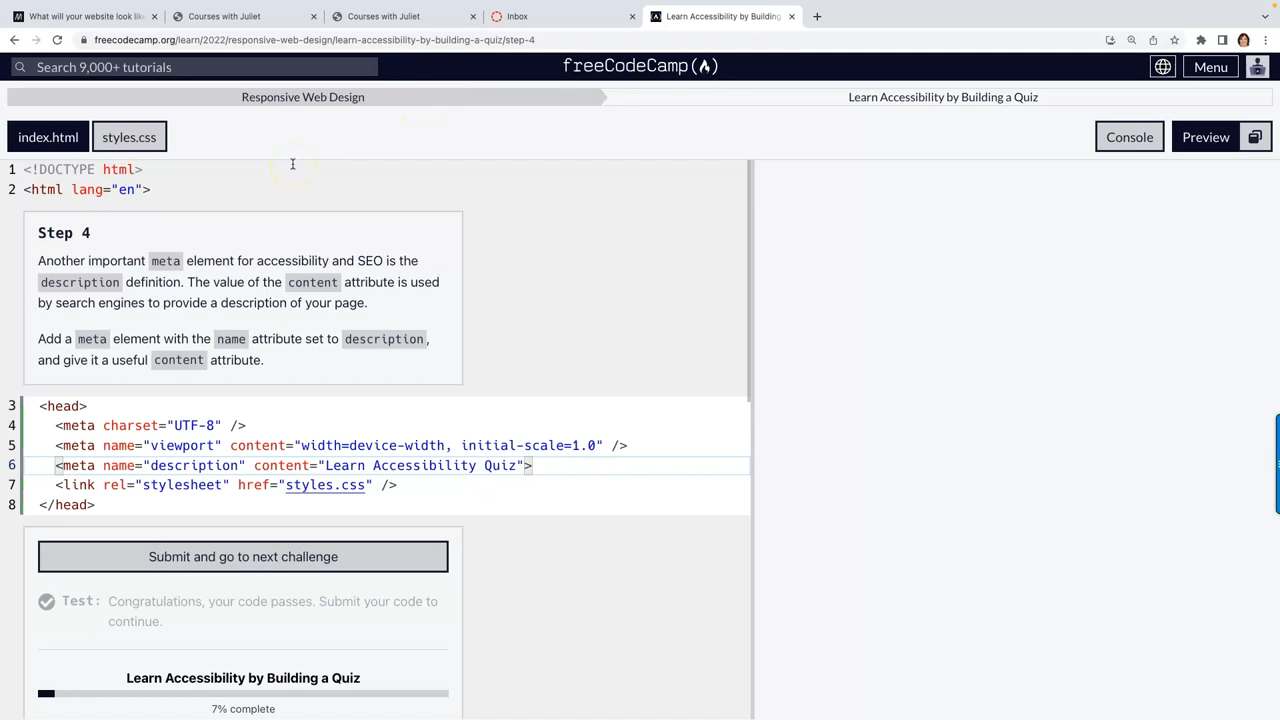 What will your website look like
Courses with Juliet
Courses with Juliet
Inbox
Learn Accessibility by Building
freecodecamp.org/learn/2022/responsive-web-design/learn-accessibility-by-building-a-quiz/step-4
Search 9,000+ tutorials
freeCodeCamp
Menu
Responsive Web Design
Learn Accessibility by Building a Quiz
index.html
styles.css
Console
Preview
1 <!DOCTYPE html>
2 <html lang="en">
Step 4
Another important meta element for accessibility and SEO is the
description definition. The value of the content attribute is used
by search engines to provide a description of your page.
Add a meta element with the name attribute set to description,
and give it a useful content attribute.
3 <head>
4 <meta charset="UTF-8" />
5 <meta name="viewport" content="width=device-width, initial-scale=1.0" />
6 <meta name="description" content="Learn Accessibility Quiz">
7 <link rel="stylesheet" href="styles.css" />
8 </head>
Submit and go to next challenge
Test: Congratulations, your code passes. Submit your code to
continue.
Learn Accessibility by Building a Quiz
7% complete